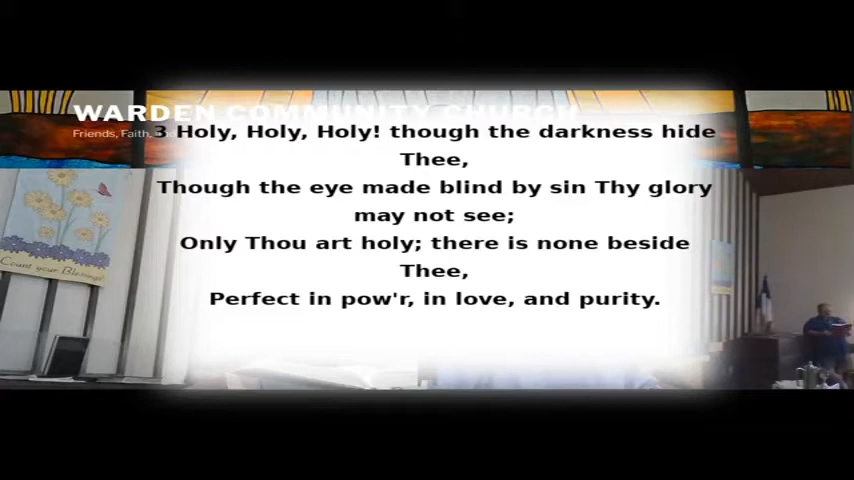 WARDEN COMMUNITY CHURCH
Friends, Faith,
3 Holy, Holy, Holy! though the darkness hide
Thee,
Though the eye made blind by sin Thy glory
may not see;
Only Thou art holy; there is none beside
Thee,
Perfect in pow'r, in love, and purity.
Count your Blessings